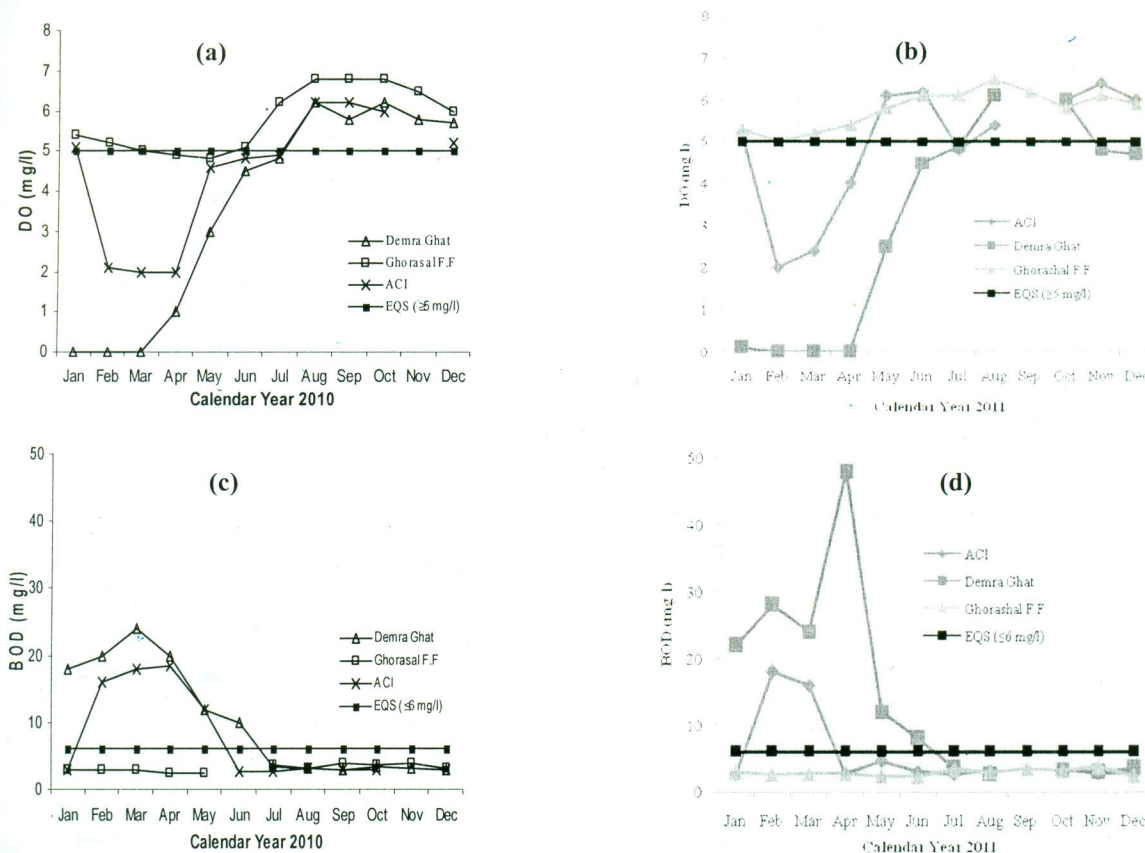 (a)
DO (mg/l)
8
7
6
5
4
3
2
1
0
Demra Ghat
Ghorasal F.F
ACI
EQS (≥5 mg/l)
Jan Feb Mar Apr May Jun Jul Aug Sep Oct Nov Dec
Calendar Year 2010
(b)
DO (mg l)
8
7
6
5
4
3
2
1
0
ACI
Demra Ghat
Ghorashal F.F
EQS (≥5 mg/l)
Jan Feb Mar Apr May Jun Jul Aug Sep Oct Nov Dec
Calendar Year 2011
(c)
BOD (mg/l)
50
40
30
20
10
0
Demra Ghat
Ghorasal F.F
ACI
EQS (≤6 mg/l)
Jan Feb Mar Apr May Jun Jul Aug Sep Oct Nov Dec
Calendar Year 2010
(d)
BOD (mg l)
50
40
30
20
10
0
ACI
Demra Ghat
Ghorashal F F
EQS (≤6 mg/l)
Jan Feb Mar Apr May Jun Jul Aug Sep Oct Nov Dec
Calendar Year 2011